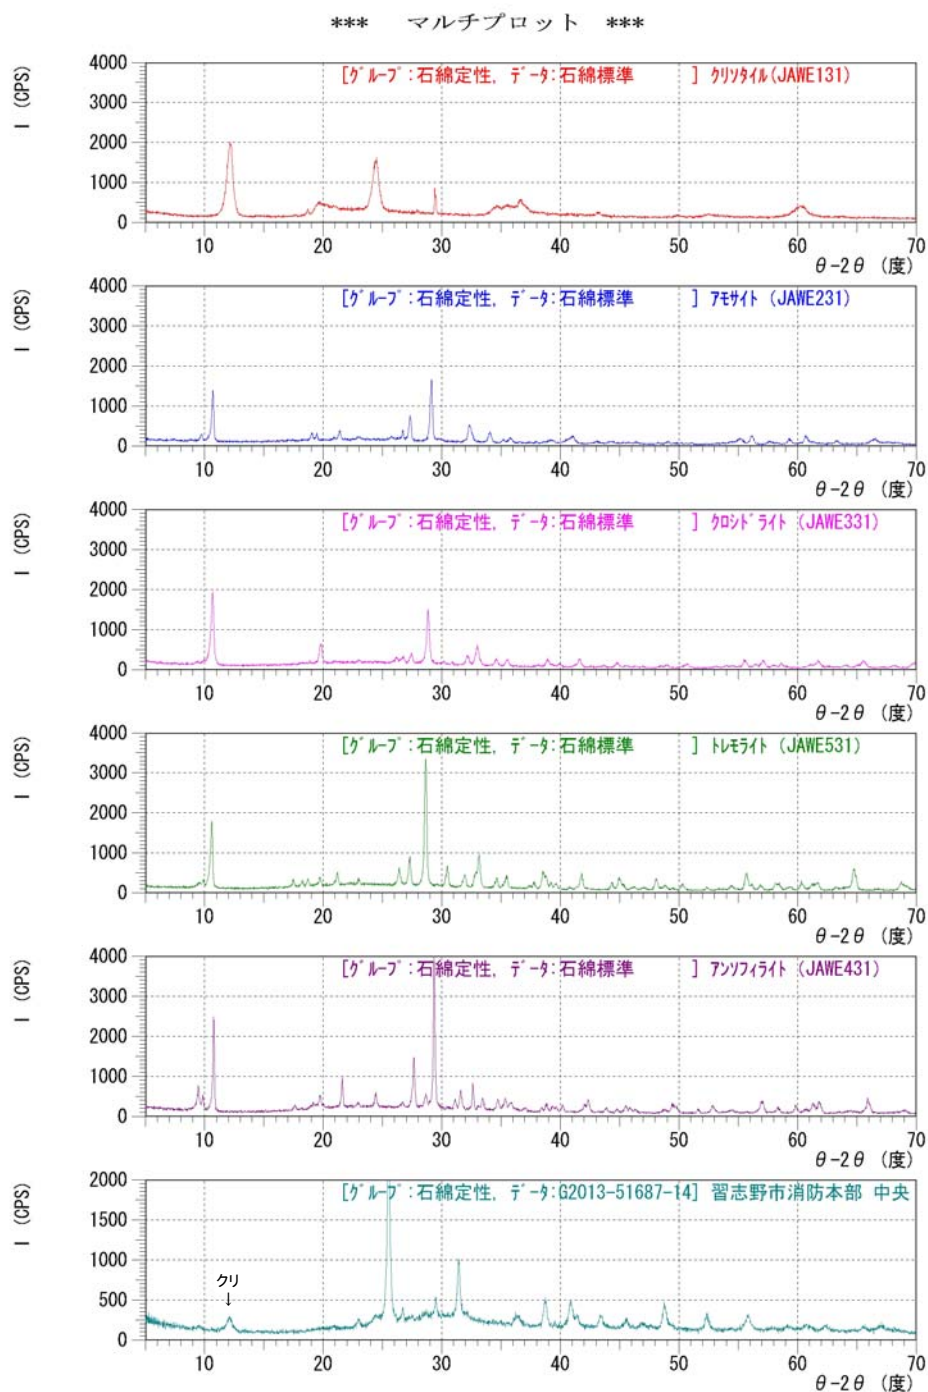 *** マルチプロット ***
I (CPS)
4000
3000
2000
1000
0
[グループ:石綿定性, データ:石綿標準 ] クリソタイル(JAWE131)
10 20 30 40 50 60 70
θ-2θ (度)
I (CPS)
4000
3000
2000
1000
0
[グループ:石綿定性, データ:石綿標準 ] アモサイト (JAWE231)
10 20 30 40 50 60 70
θ-2θ (度)
I (CPS)
4000
3000
2000
1000
0
[グループ:石綿定性, データ:石綿標準 ] クロシドライト (JAWE331)
10 20 30 40 50 60 70
θ-2θ (度)
I (CPS)
4000
3000
2000
1000
0
[グループ:石綿定性, データ:石綿標準 ] トレモライト (JAWE531)
10 20 30 40 50 60 70
θ-2θ (度)
I (CPS)
4000
3000
2000
1000
0
[グループ:石綿定性, データ:石綿標準 ] アンソフィライト (JAWE431)
10 20 30 40 50 60 70
θ-2θ (度)
I (CPS)
2000
1500
1000
500
0
[グループ:石綿定性, データ:G2013-51687-14] 習志野市消防本部 中央
クリ
↓
10 20 30 40 50 60 70
θ-2θ (度)